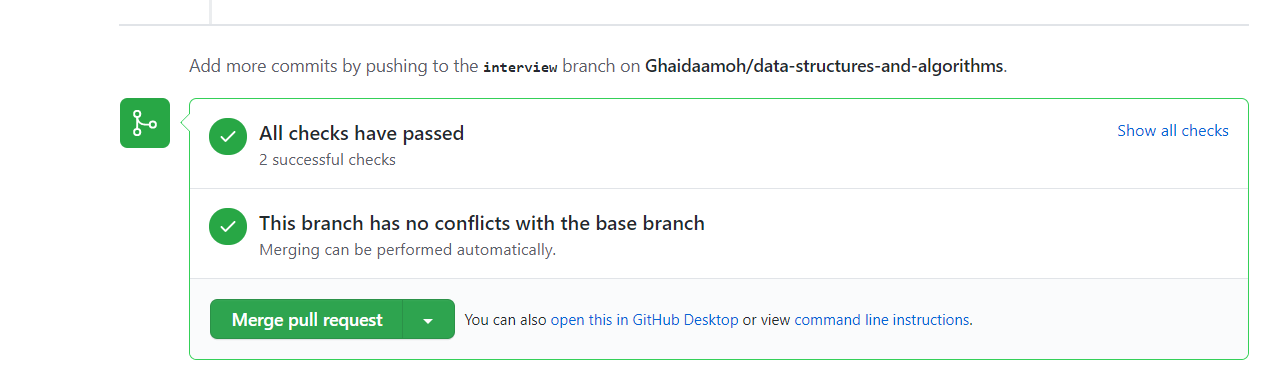 Add more commits by pushing to the interview branch on Ghaidaamoh/data-structures-and-algorithms.
All checks have passed
Show all checks
2 successful checks
This branch has no conflicts with the base branch
Merging can be performed automatically.
Merge pull request
You can also open this in GitHub Desktop or view command line instructions.